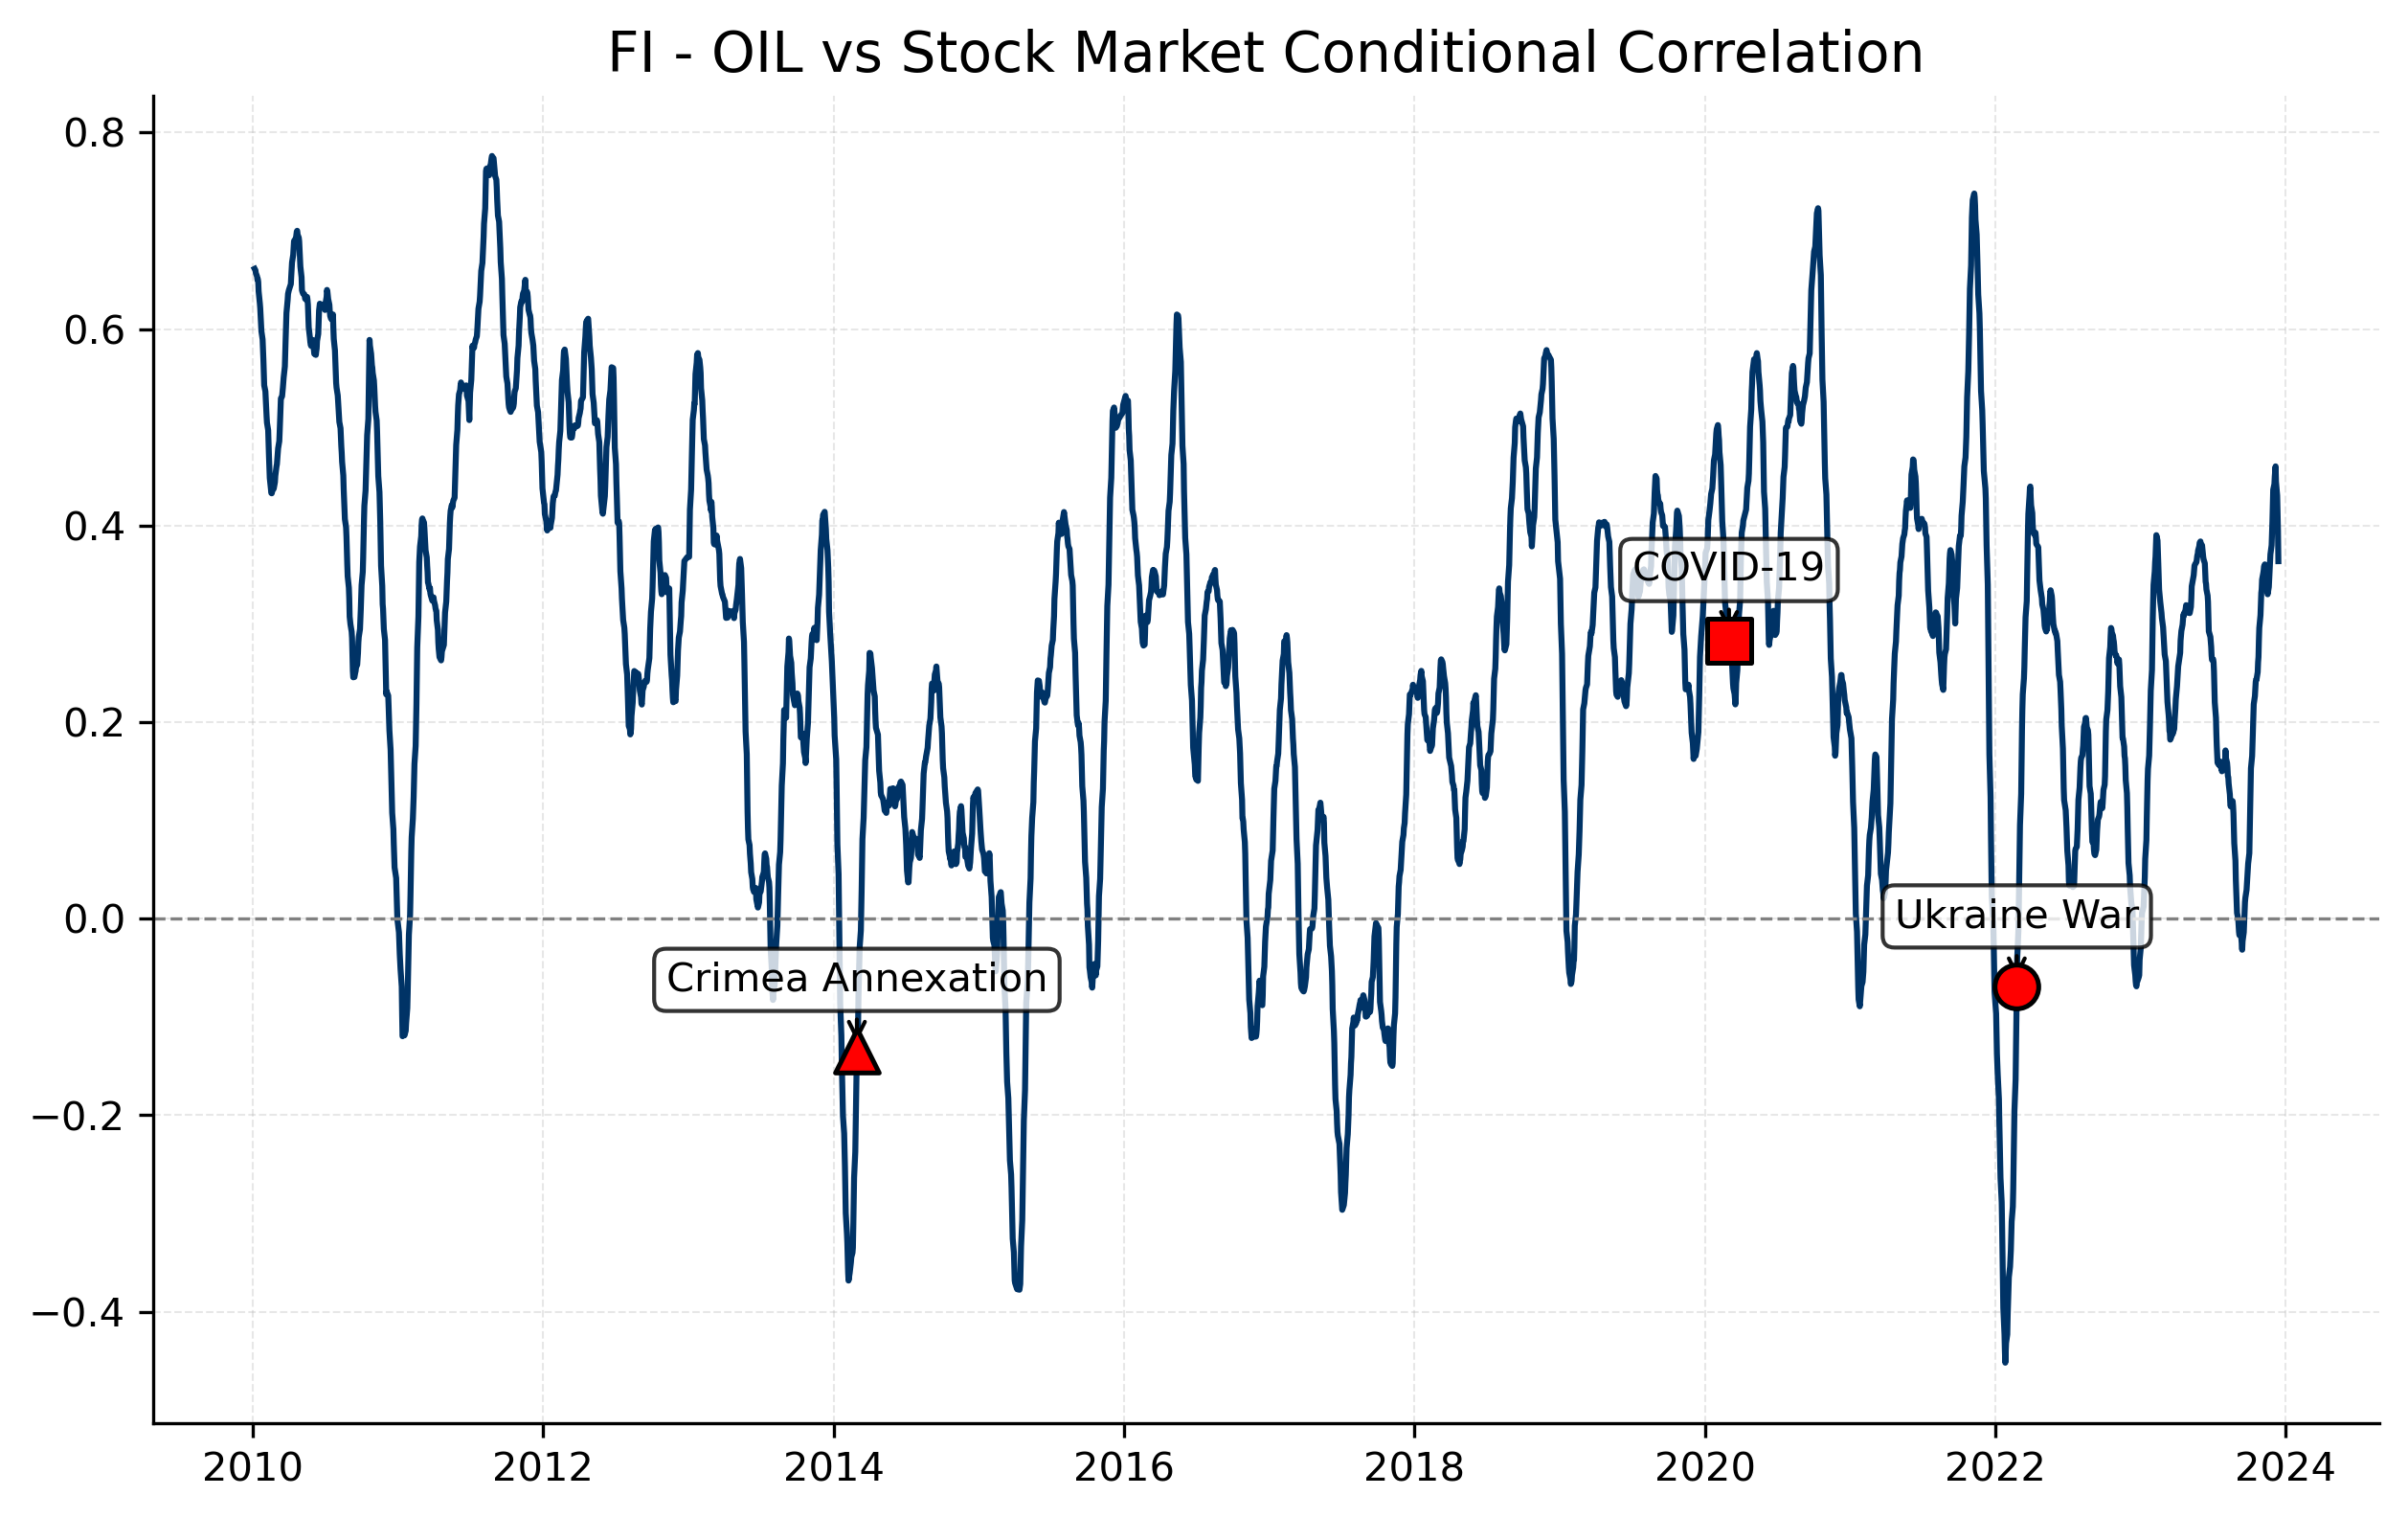 FI - OIL vs Stock Market Conditional Correlation
0.8
0.6
0.4
0.2
0.0
−0.2
−0.4
COVID-19
Ukraine War
Crimea Annexation
2010 2012 2014 2016 2018 2020 2022 2024